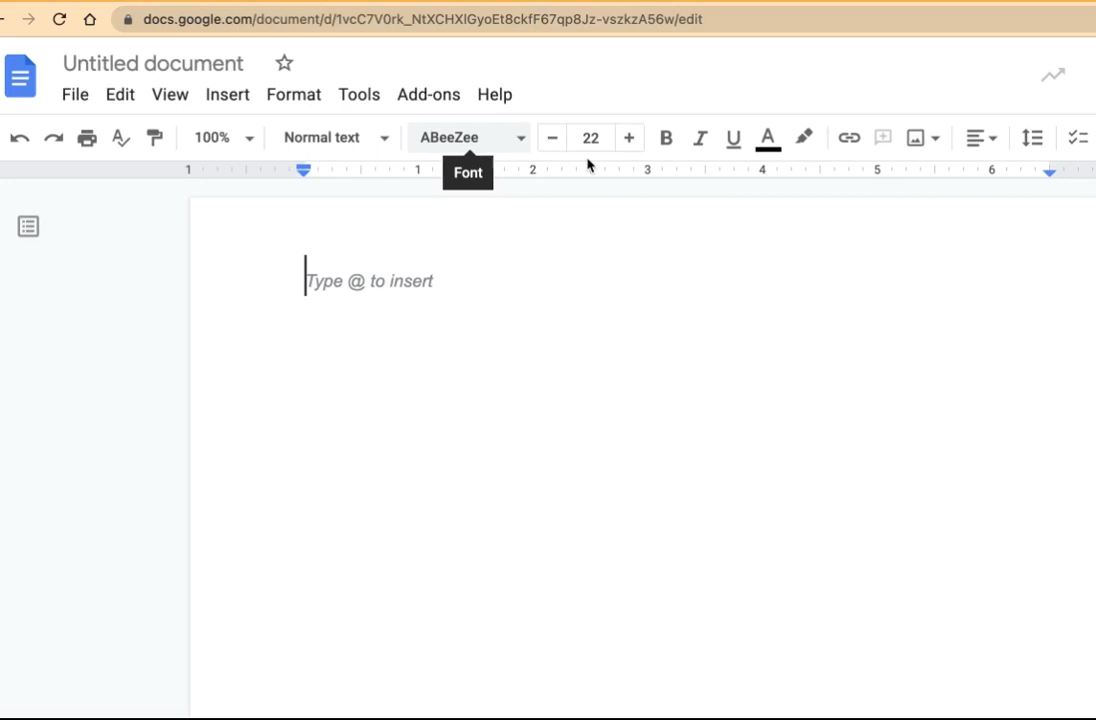 docs.google.com/document/d/1vcC7V0rk_NtXCHXlGyoEt8ckfF67qp8Jz-vszkzA56w/edit
Untitled document
File Edit View Insert Format Tools Add-ons Help
100% Normal text ABeeZee − 22 + B I U A
1 1 2 3 4 5 6
Font
Type @ to insert